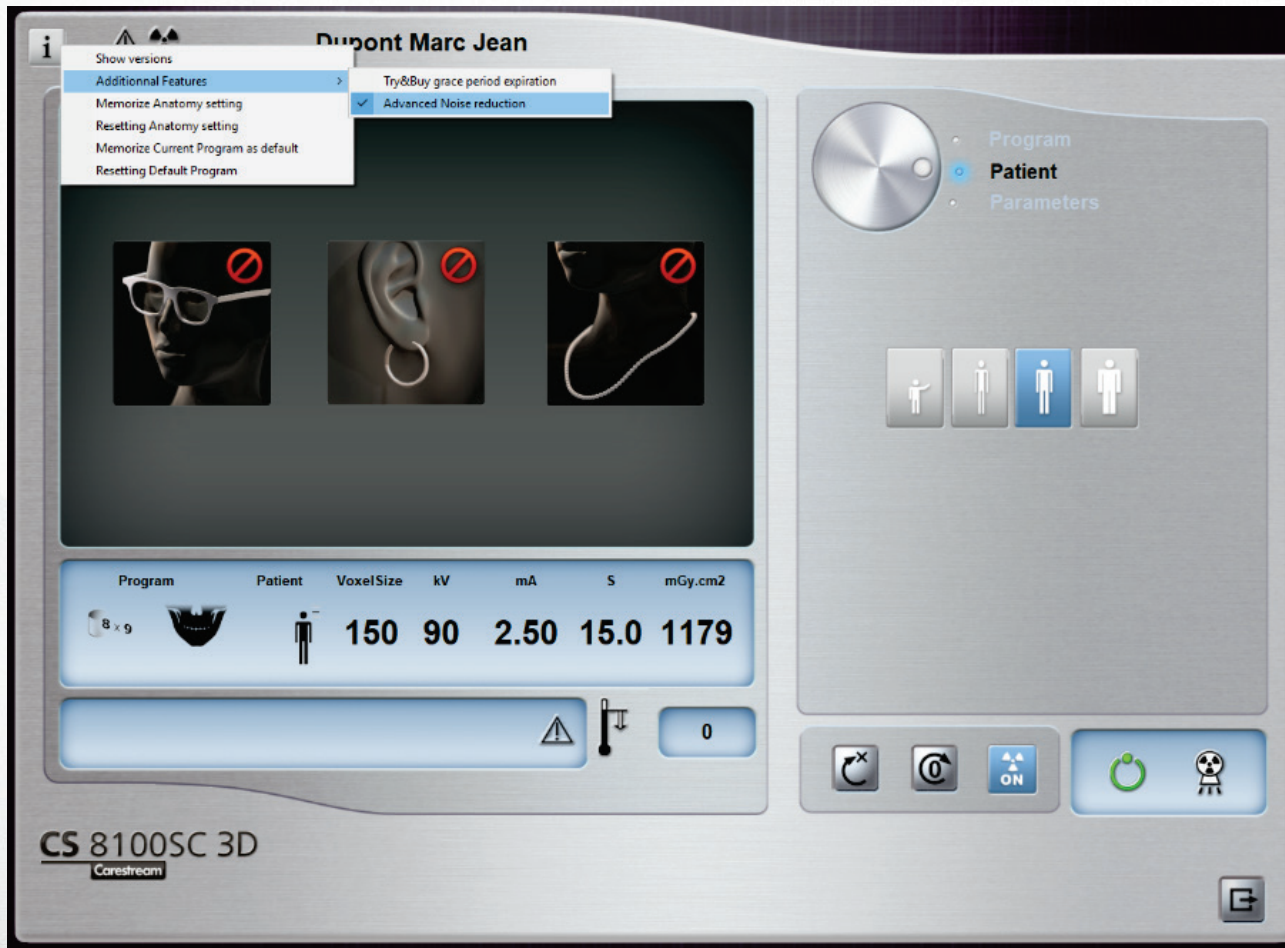 i
Dupont Marc Jean
Show versions
Additionnal Features >
Memorize Anatomy setting
Resetting Anatomy setting
Memorize Current Program as default
Resetting Default Program
Try&Buy grace period expiration
✓ Advanced Noise reduction
Program
Patient
Parameters
Program Patient VoxelSize kV mA S mGy.cm2
8 x 9 150 90 2.50 15.0 1179
0
0
ON
CS 8100SC 3D
Carestream